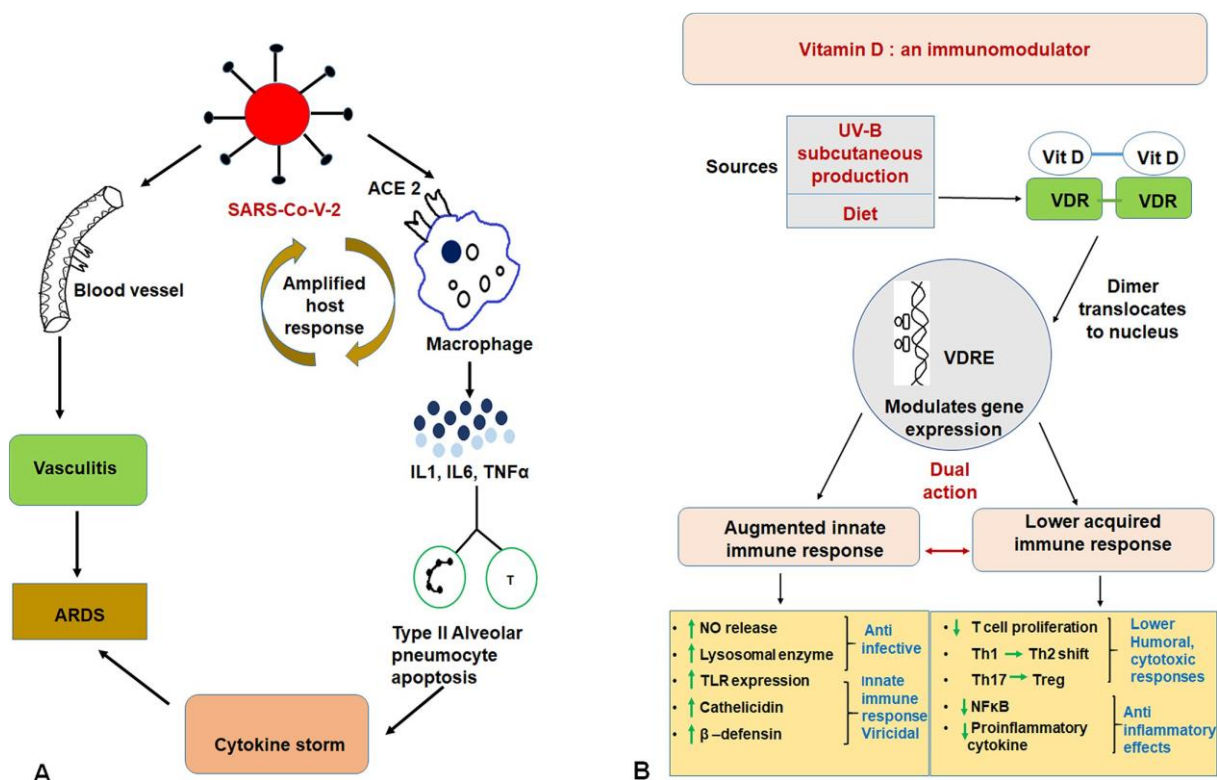 SARS-Co-V-2
ACE 2
Blood vessel
Amplified
host
response
Macrophage
IL1, IL6, TNFα
T
Vasculitis
ARDS
Type II Alveolar
pneumocyte
apoptosis
Cytokine storm
A
Vitamin D : an immunomodulator
Sources
UV-B
subcutaneous
production
Diet
Vit D
Vit D
VDR
VDR
Dimer
translocates
to nucleus
VDRE
Modulates gene
expression
Dual
action
Augmented innate
immune response
Lower acquired
immune response
• ↑ NO release
• ↑ Lysosomal enzyme
• ↑ TLR expression
• ↑ Cathelicidin
• ↑ β –defensin
Anti
infective
Innate
immune
response
Viricidal
• ↓ T cell proliferation
• Th1 → Th2 shift
• Th17 → Treg
• ↓ NFκB
• ↓ Proinflammatory
cytokine
Lower
Humoral,
cytotoxic
responses
Anti
inflammatory
effects
B